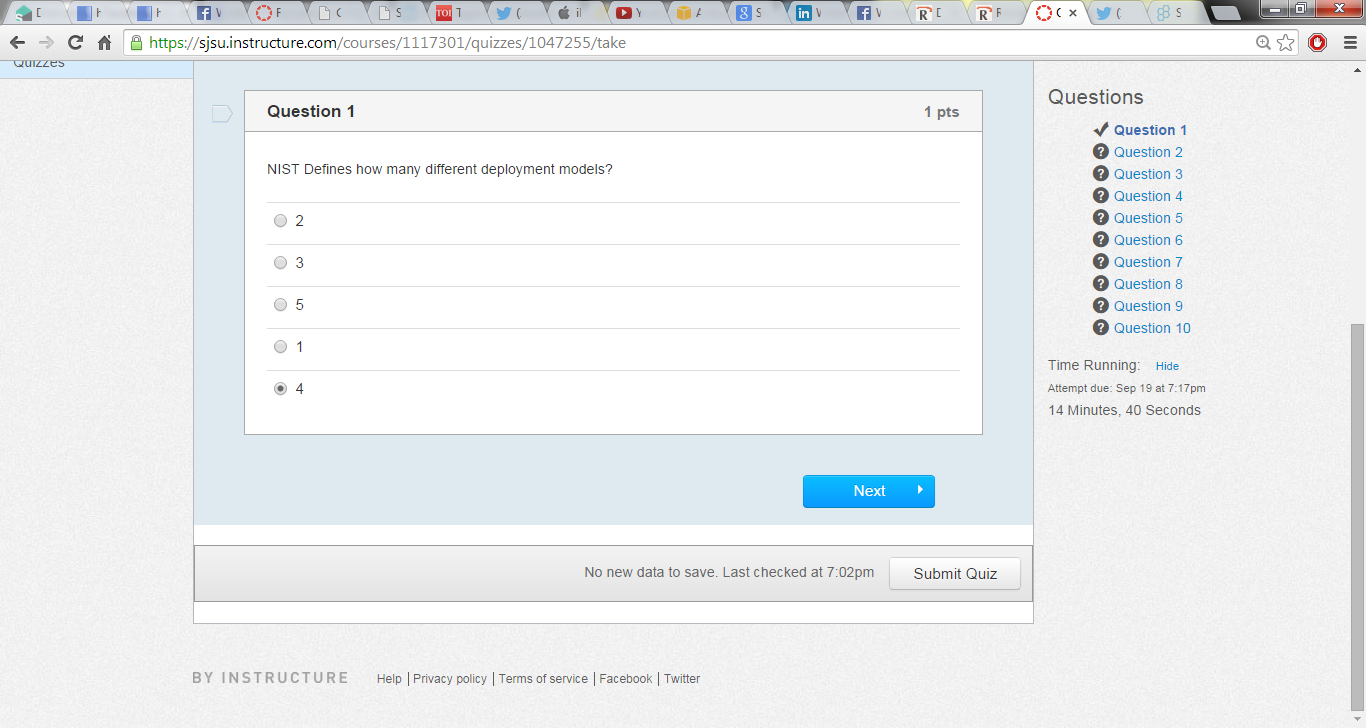 https://sjsu.instructure.com/courses/1117301/quizzes/1047255/take
Quizzes
Question 1
1 pts
NIST Defines how many different deployment models?
2
3
5
1
4
Next
No new data to save. Last checked at 7:02pm
Submit Quiz
Questions
Question 1
Question 2
Question 3
Question 4
Question 5
Question 6
Question 7
Question 8
Question 9
Question 10
Time Running: Hide
Attempt due: Sep 19 at 7:17pm
14 Minutes, 40 Seconds
BY INSTRUCTURE Help | Privacy policy | Terms of service | Facebook | Twitter